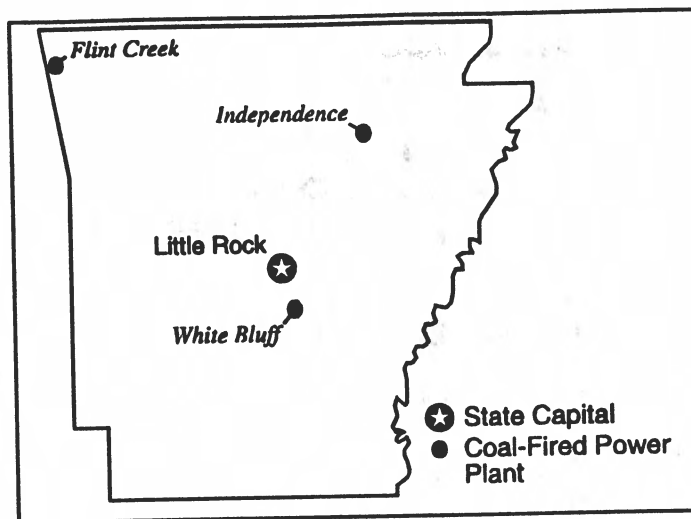 Flint Creek
Independence
Little Rock
White Bluff
State Capital
Coal-Fired Power
Plant